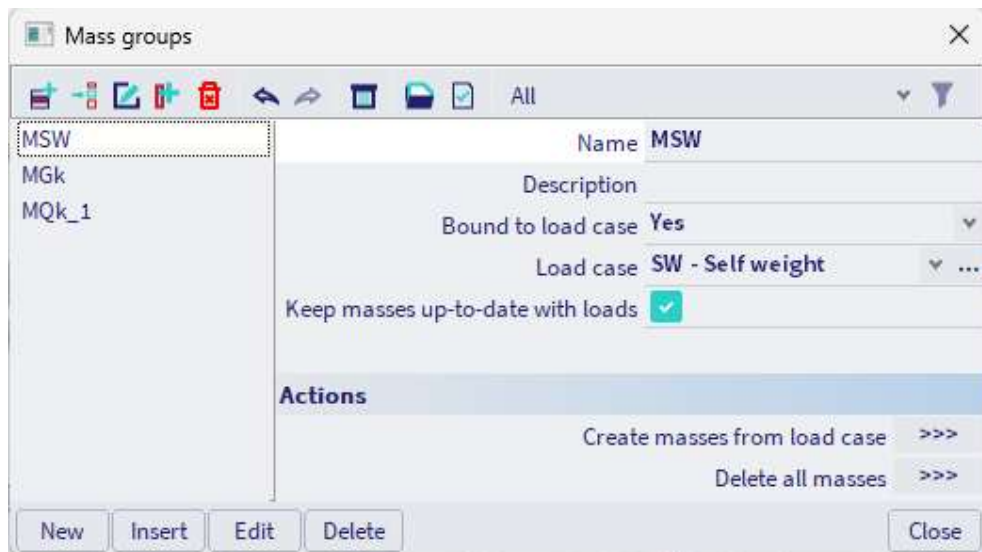 Mass groups
All
MSW
MGk
MQk_1
Name MSW
Description
Bound to load case Yes
Load case SW - Self weight ...
Keep masses up-to-date with loads
Actions
Create masses from load case >>>
Delete all masses >>>
New Insert Edit Delete Close